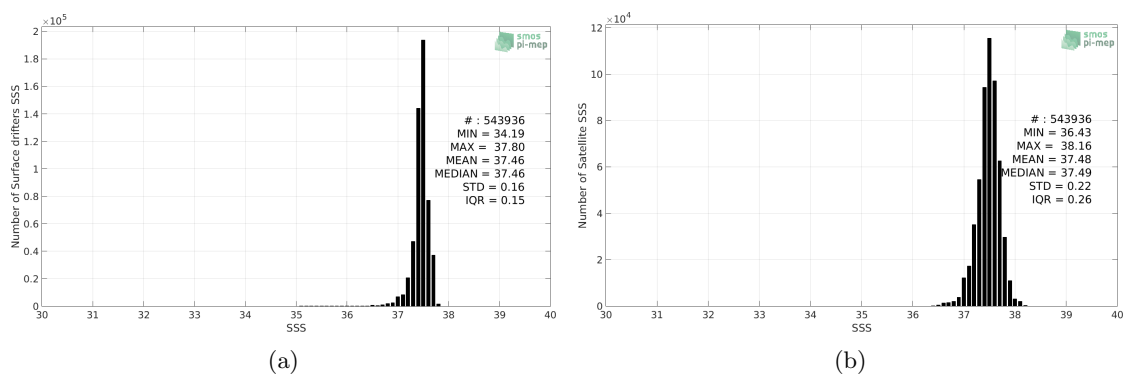 ×10⁵
2
1.8
1.6
1.4
1.2
1
0.8
0.6
0.4
0.2
0
Number of Surface drifters SSS
smos
pi-mep
# : 543936
MIN = 34.19
MAX = 37.80
MEAN = 37.46
MEDIAN = 37.46
STD = 0.16
IQR = 0.15
30 31 32 33 34 35 36 37 38 39 40
SSS
(a)
×10⁴
12
10
8
6
4
2
0
Number of Satellite SSS
smos
pi-mep
# : 543936
MIN = 36.43
MAX = 38.16
MEAN = 37.48
MEDIAN = 37.49
STD = 0.22
IQR = 0.26
30 31 32 33 34 35 36 37 38 39 40
SSS
(b)